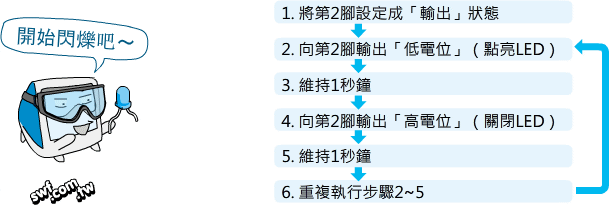 開始閃爍吧～
1. 將第2腳設定成「輸出」狀態
2. 向第2腳輸出「低電位」（點亮LED）
3. 維持1秒鐘
4. 向第2腳輸出「高電位」（關閉LED）
5. 維持1秒鐘
6. 重複執行步驟2~5
swf.com.tw